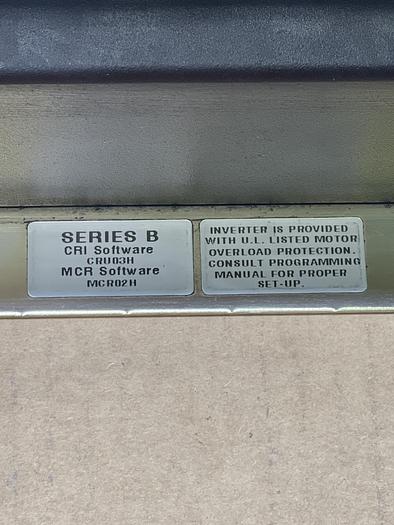 SERIES B
CRI Software
CRU03H
MCR Software
MCR02H
INVERTER IS PROVIDED
WITH U.L. LISTED MOTOR
OVERLOAD PROTECTION.
CONSULT PROGRAMMING
MANUAL FOR PROPER
SET-UP.